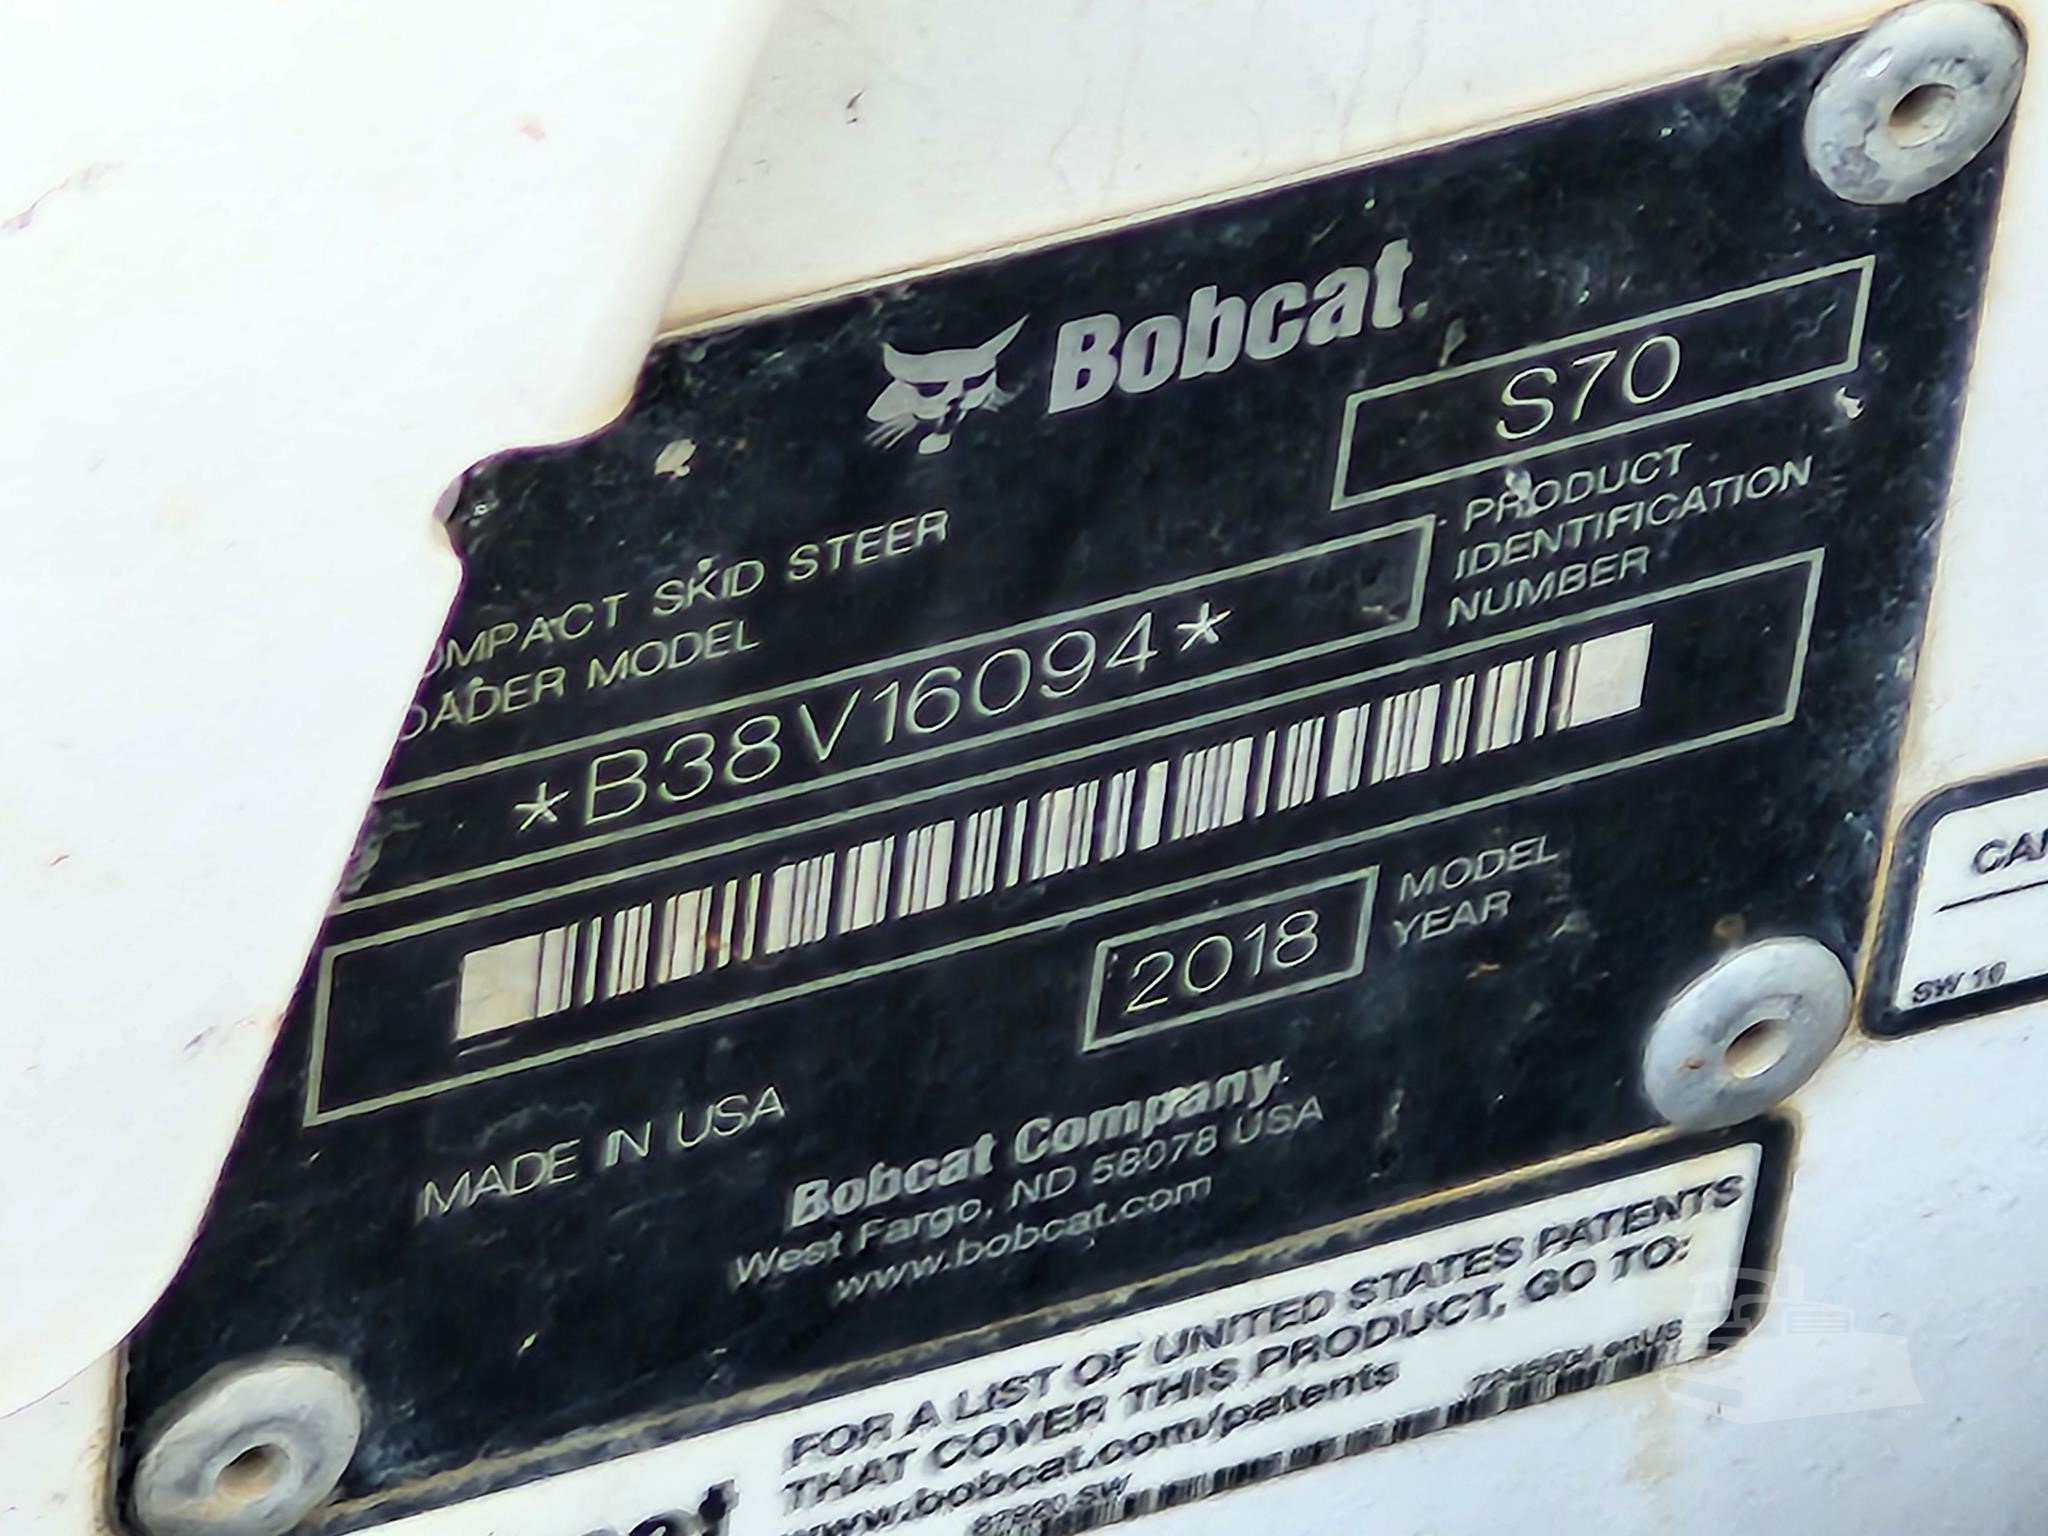 Bobcat
S70
OMPACT SKID STEER
OADER MODEL
PRODUCT
IDENTIFICATION
NUMBER
*B38V16094*
2018
MODEL
YEAR
MADE IN USA
Bobcat Company
West Fargo, ND 58078 USA
www.bobcat.com
FOR A LIST OF UNITED STATES PATENTS
THAT COVER THIS PRODUCT, GO TO:
www.bobcat.com/patents
SW 10